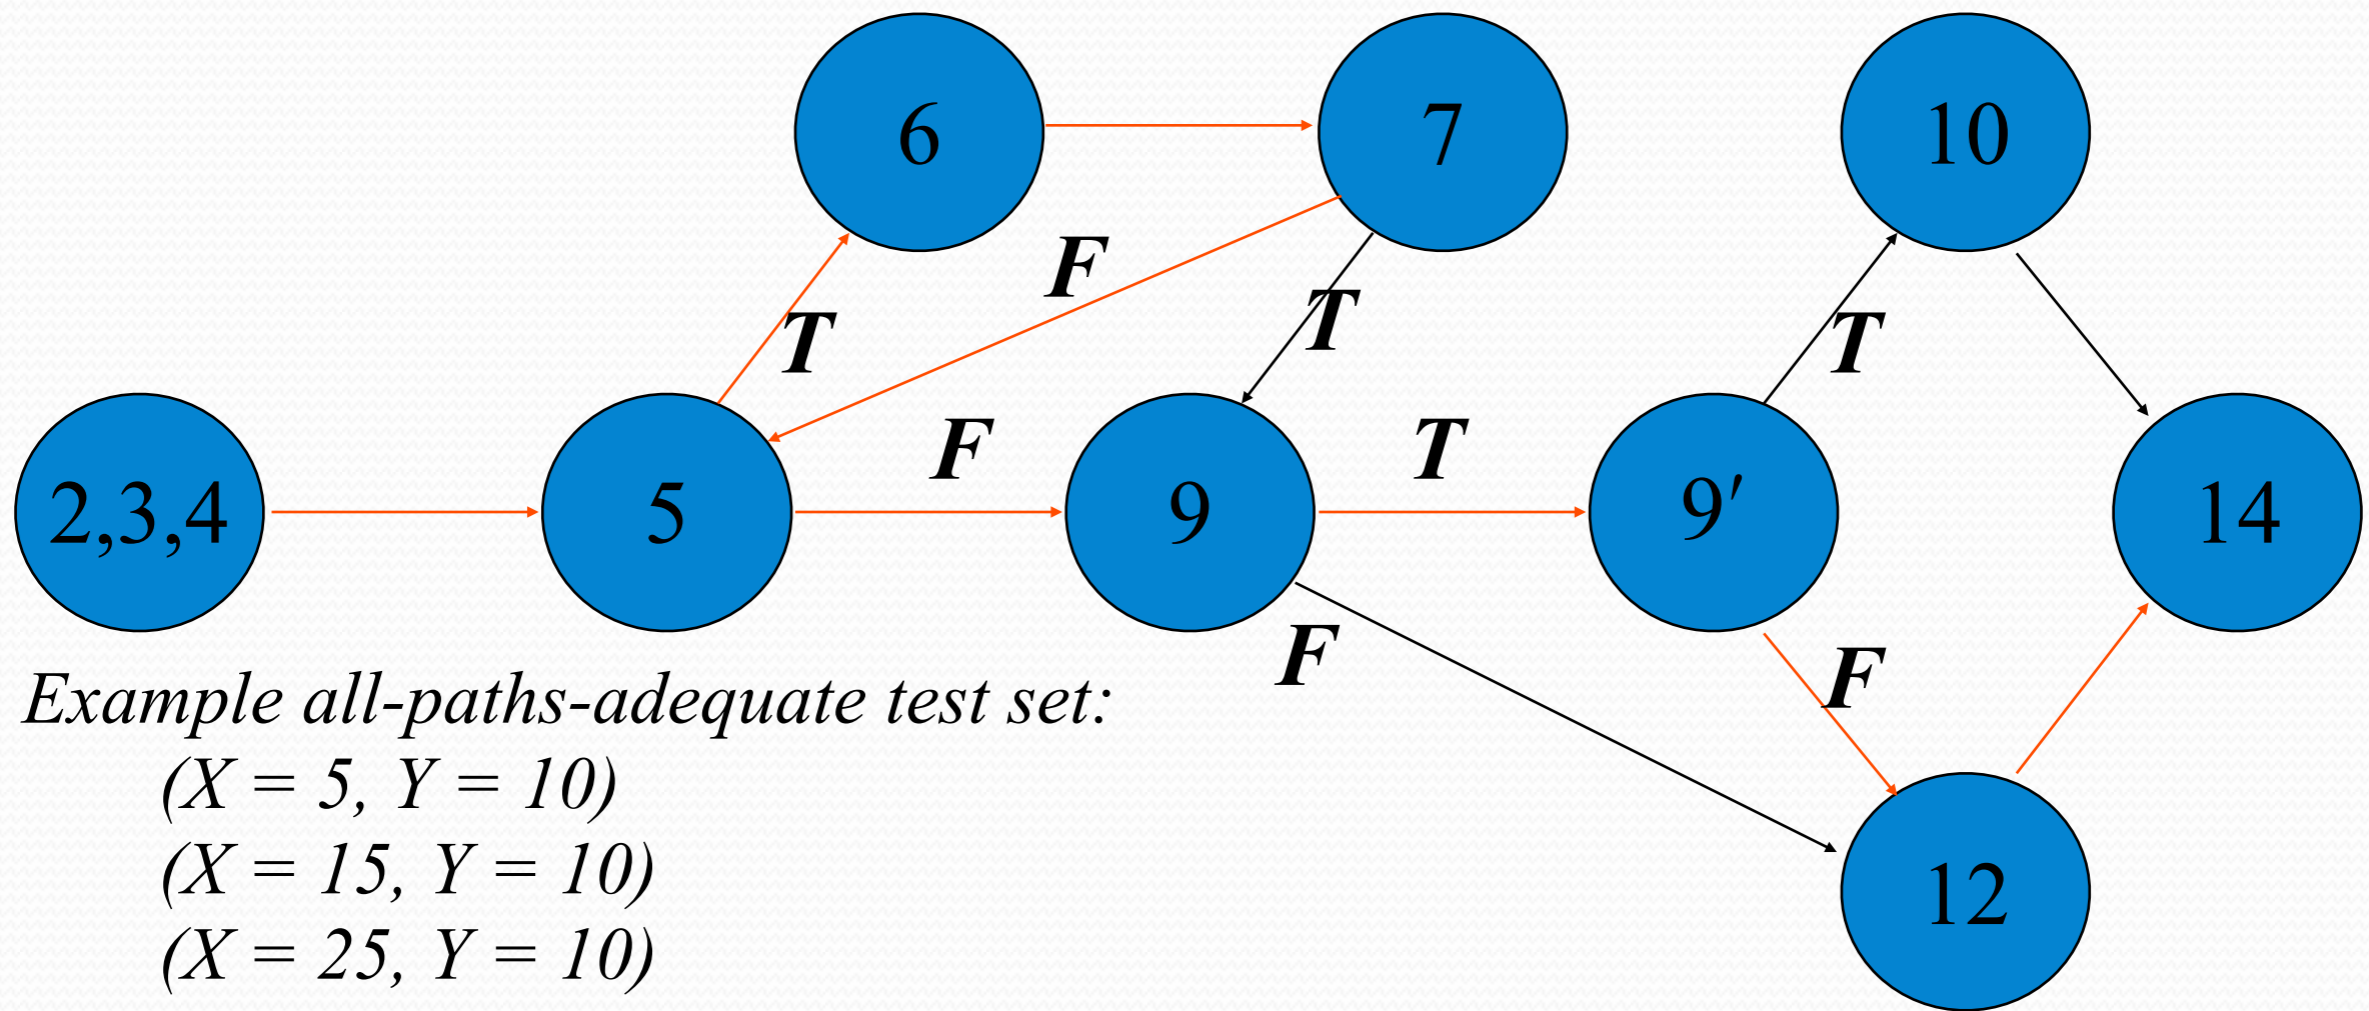 6
7
10
F
T
T
T
F
T
2,3,4
5
9
9′
14
F
F
Example all-paths-adequate test set:
(X = 5, Y = 10)
(X = 15, Y = 10)
(X = 25, Y = 10)
12